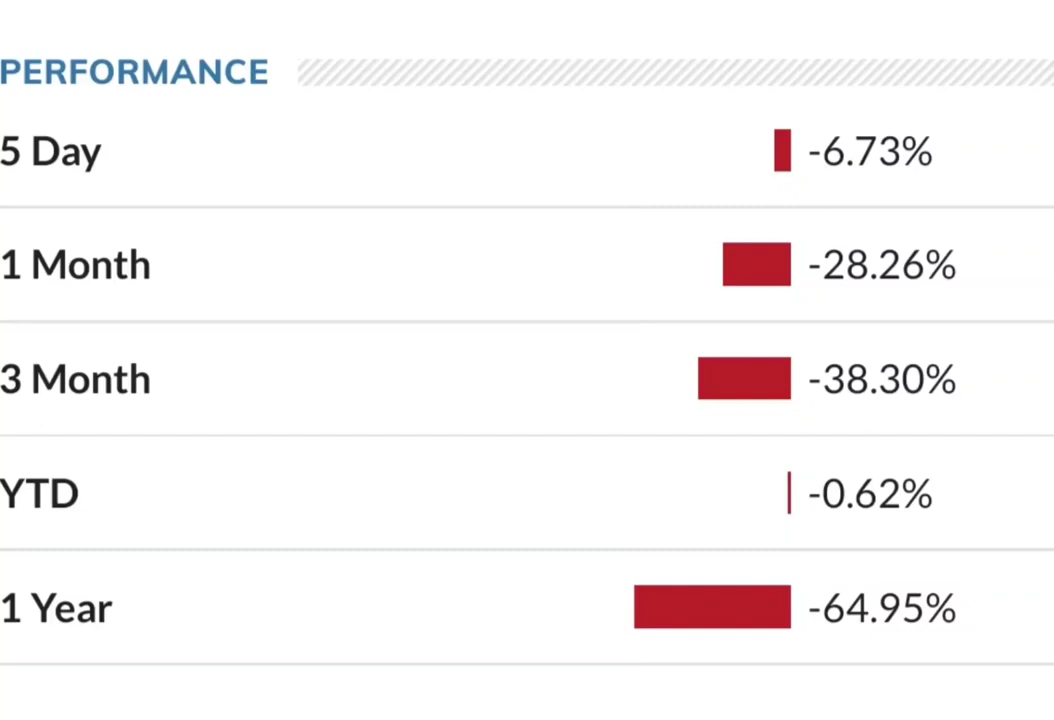 PERFORMANCE
5 Day -6.73%
1 Month -28.26%
3 Month -38.30%
YTD -0.62%
1 Year -64.95%